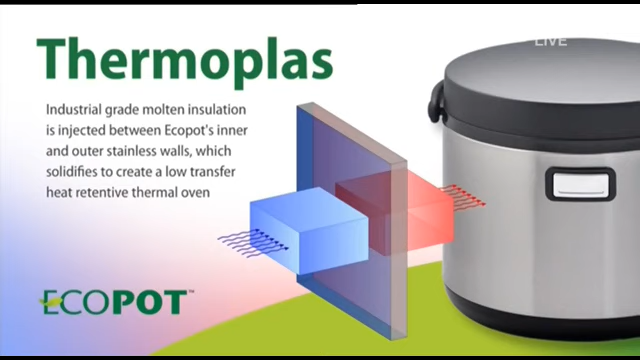 LIVE
Thermoplas
Industrial grade molten insulation
is injected between Ecopot's inner
and outer stainless walls, which
solidifies to create a low transfer
heat retentive thermal oven
ECOPOT™